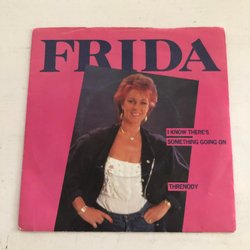 FRIDA
I KNOW THERE'S
SOMETHING GOING ON
THRENODY